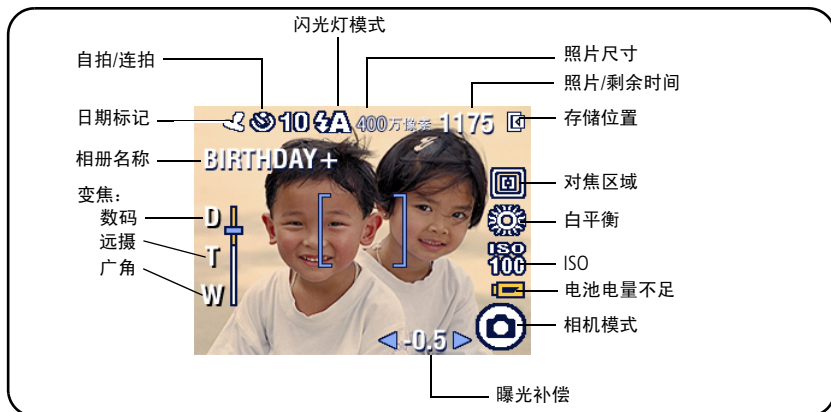 闪光灯模式
自拍/连拍
照片尺寸
照片/剩余时间
日期标记
10
A
400万像素
1175
存储位置
相册名称
BIRTHDAY+
对焦区域
变焦：
数码
D
白平衡
远摄
T
ISO
100
ISO
广角
W
电池电量不足
相机模式
-0.5
曝光补偿